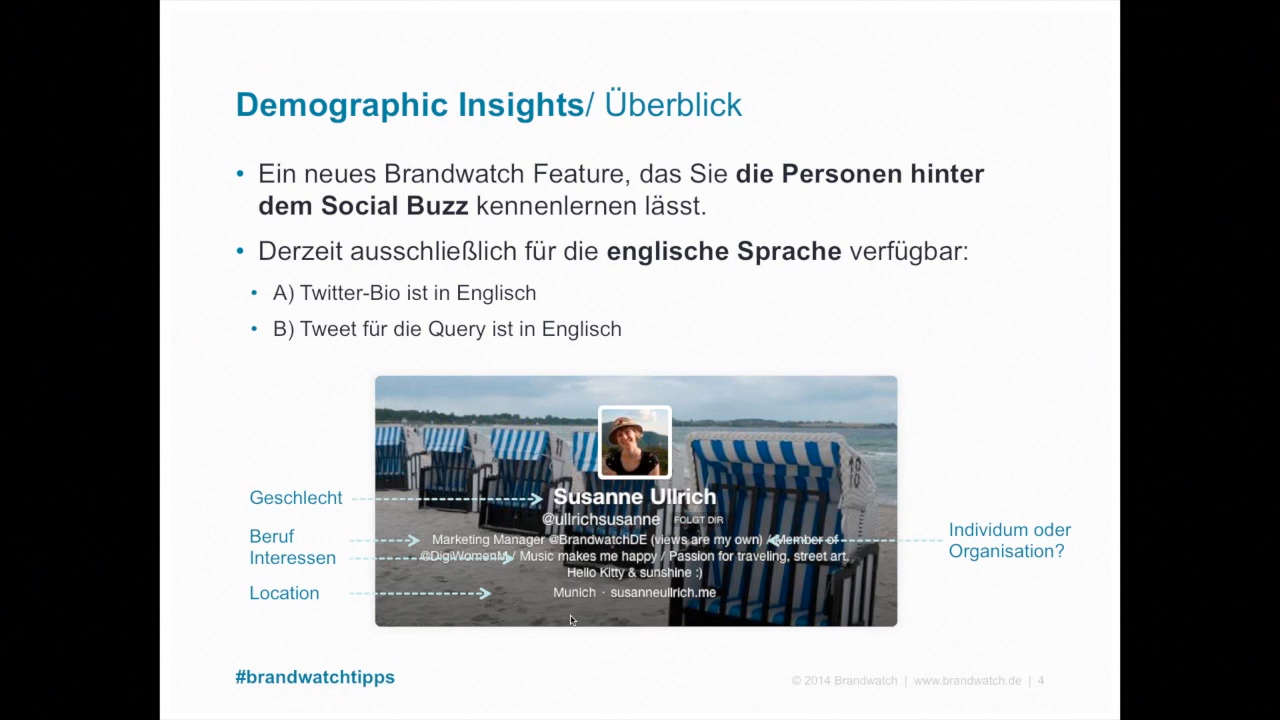 Demographic Insights/ Überblick
• Ein neues Brandwatch Feature, das Sie die Personen hinter
dem Social Buzz kennenlernen lässt.
• Derzeit ausschließlich für die englische Sprache verfügbar:
• A) Twitter-Bio ist in Englisch
• B) Tweet für die Query ist in Englisch
Geschlecht
Susanne Ullrich
@ullrichsusanne FOLGT DIR
Beruf
Marketing Manager @BrandwatchDE (views are my own) / Member of
Individum oder
Organisation?
Interessen
@DigiWomenM / Music makes me happy / Passion for traveling, street art,
Hello Kitty & sunshine :)
Location
Munich · susanneullrich.me
#brandwatchtipps
© 2014 Brandwatch | www.brandwatch.de | 4